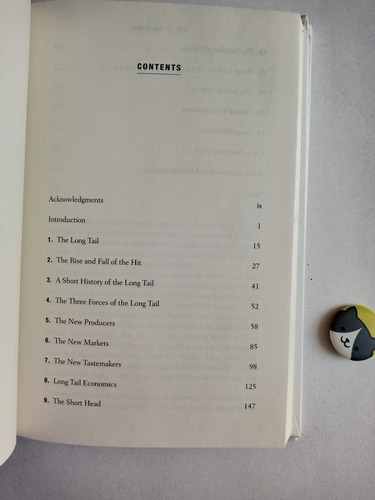 CONTENTS
Acknowledgments ix
Introduction 1
1. The Long Tail 15
2. The Rise and Fall of the Hit 27
3. A Short History of the Long Tail 41
4. The Three Forces of the Long Tail 52
5. The New Producers 58
6. The New Markets 85
7. The New Tastemakers 98
8. Long Tail Economics 125
9. The Short Head 147